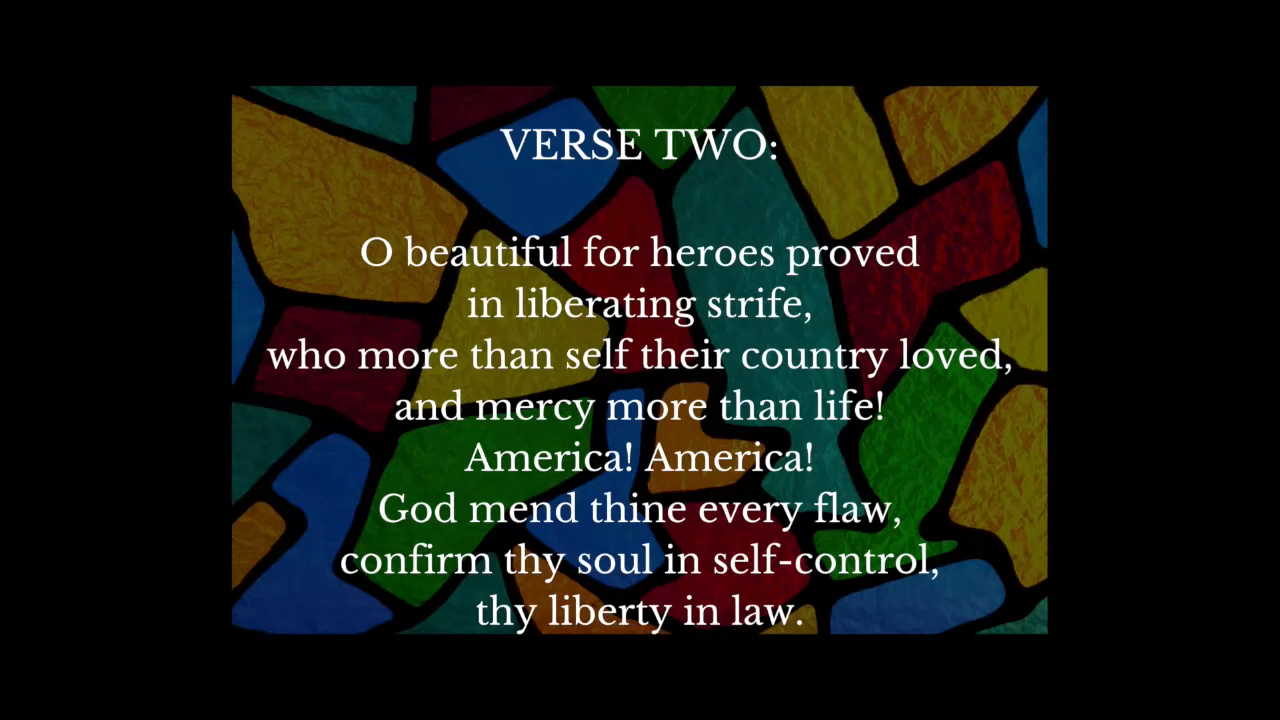 VERSE TWO:
O beautiful for heroes proved
in liberating strife,
who more than self their country loved,
and mercy more than life!
America! America!
God mend thine every flaw,
confirm thy soul in self-control,
thy liberty in law.